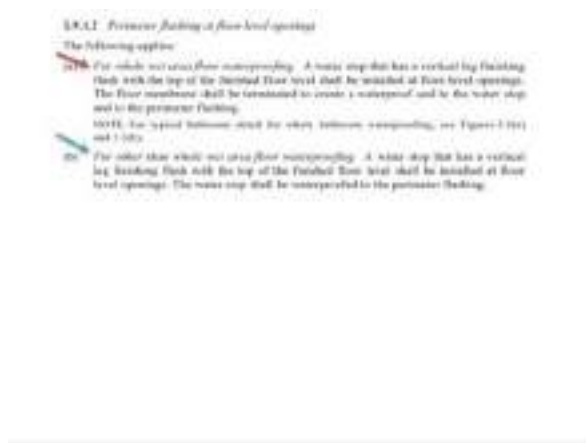 3.9.1.2 Perimeter flashing at floor level openings
The following applies:
(a) For whole wet area floor waterproofing A water stop that has a vertical leg finishing
flush with the top of the finished floor level shall be installed at floor level openings.
The floor membrane shall be terminated to create a waterproof seal to the water stop
and to the perimeter flashing.
NOTE: For typical bathroom detail for whole bathroom waterproofing, see Figures
and
(b) For other than whole wet area floor waterproofing A water stop that has a vertical
leg finishing flush with the top of the finished floor level shall be installed at floor
level openings. The water stop shall be waterproofed to the perimeter flashing.